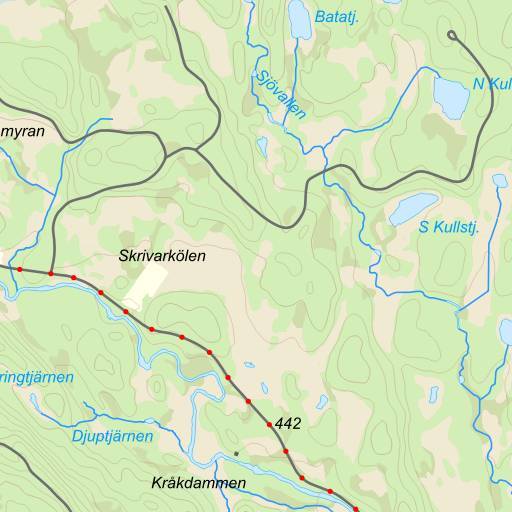 Batatj.
Sjövallen
N Kul
myran
S Kullstj.
Skrivarkölen
ringtjärnen
442
Djuptjärnen
Kråkdammen